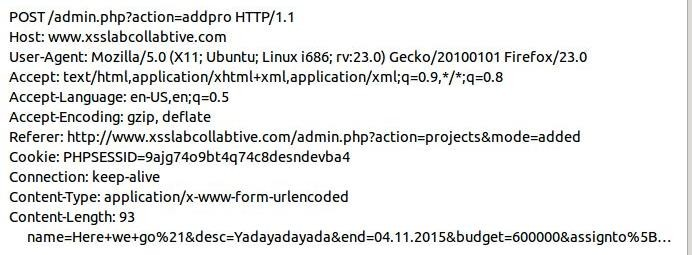 POST /admin.php?action=addpro HTTP/1.1
Host: www.xsslabcollabtive.com
User-Agent: Mozilla/5.0 (X11; Ubuntu; Linux i686; rv:23.0) Gecko/20100101 Firefox/23.0
Accept: text/html,application/xhtml+xml,application/xml;q=0.9,*/*;q=0.8
Accept-Language: en-US,en;q=0.5
Accept-Encoding: gzip, deflate
Referer: http://www.xsslabcollabtive.com/admin.php?action=projects&mode=added
Cookie: PHPSESSID=9ajg74o9bt4q74c8desndevba4
Connection: keep-alive
Content-Type: application/x-www-form-urlencoded
Content-Length: 93
name=Here+we+go%21&desc=Yadayadayada&end=04.11.2015&budget=600000&assignto%5B...